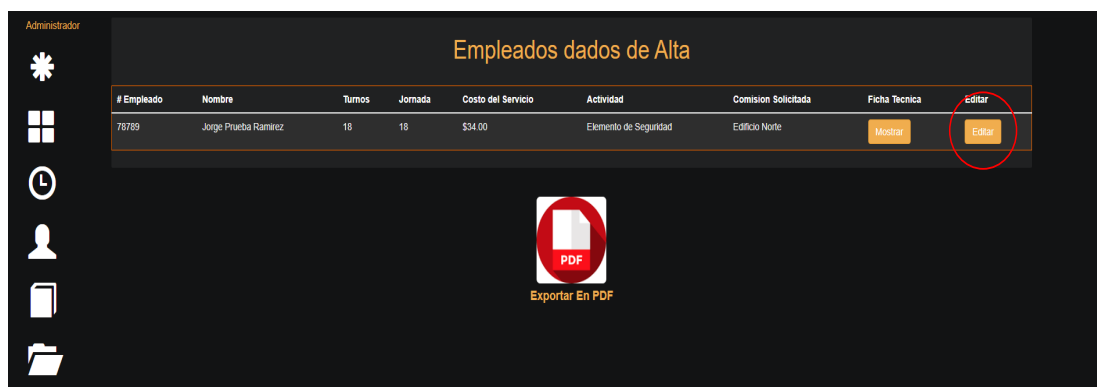 Administrador
Empleados dados de Alta
# Empleado Nombre Turnos Jornada Costo del Servicio Actividad Comision Solicitada Ficha Tecnica Editar
78789 Jorge Prueba Ramirez 18 18 $34.00 Elemento de Seguridad Edificio Norte Mostrar Editar
PDF
Exportar En PDF